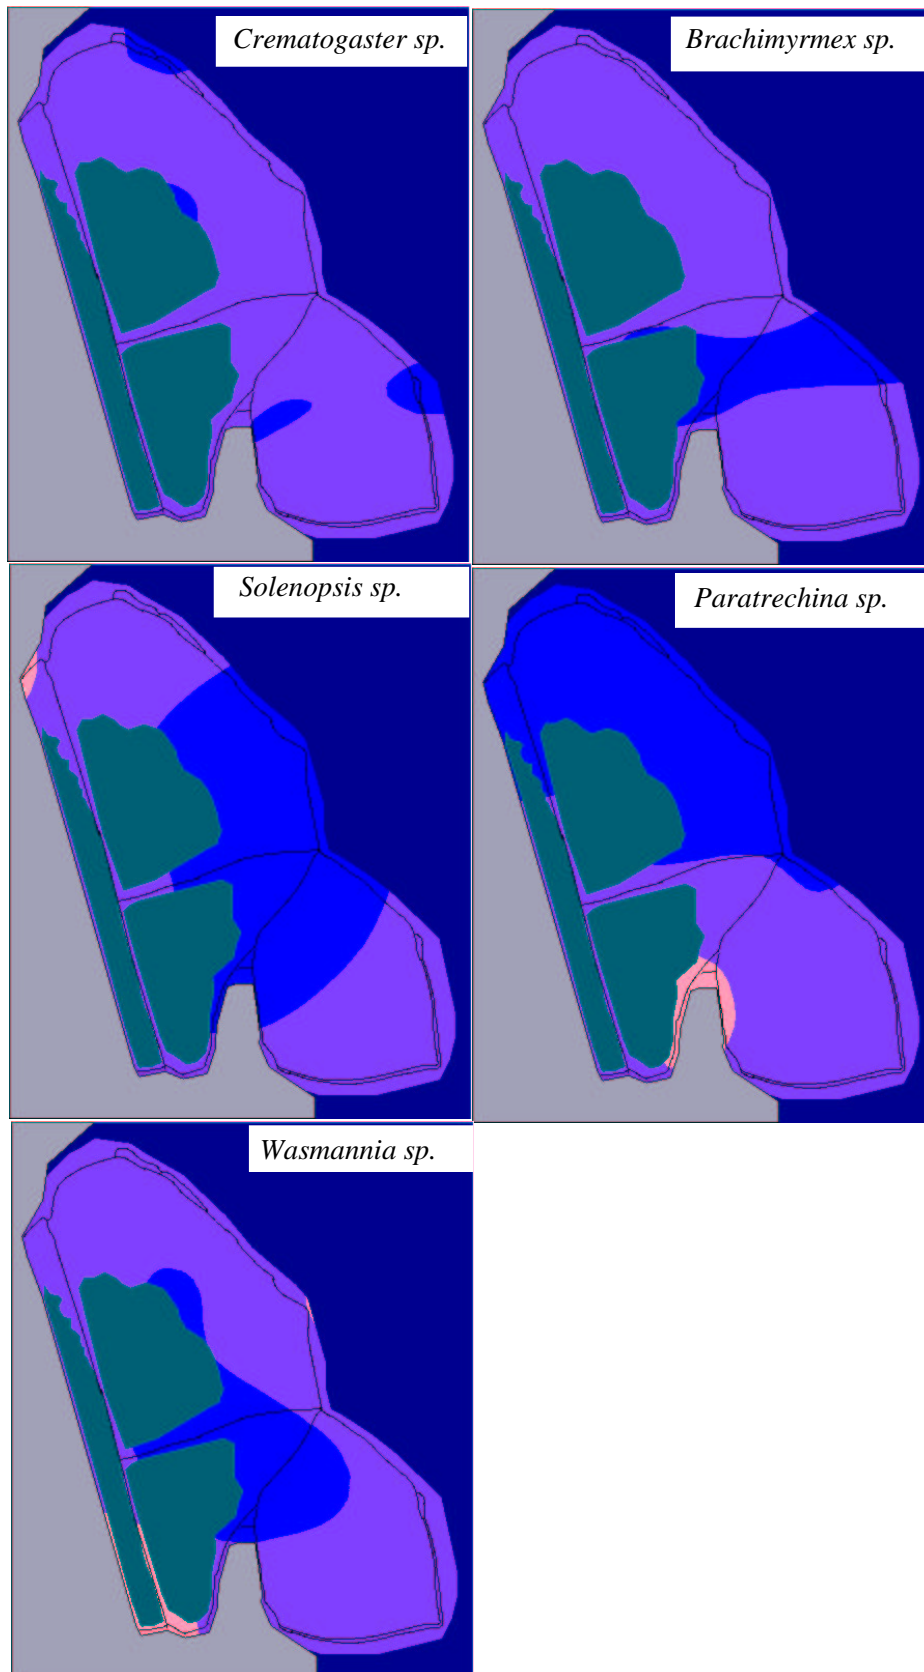 Crematogaster sp.
Brachimyrmex sp.
Solenopsis sp.
Paratrechina sp.
Wasmannia sp.